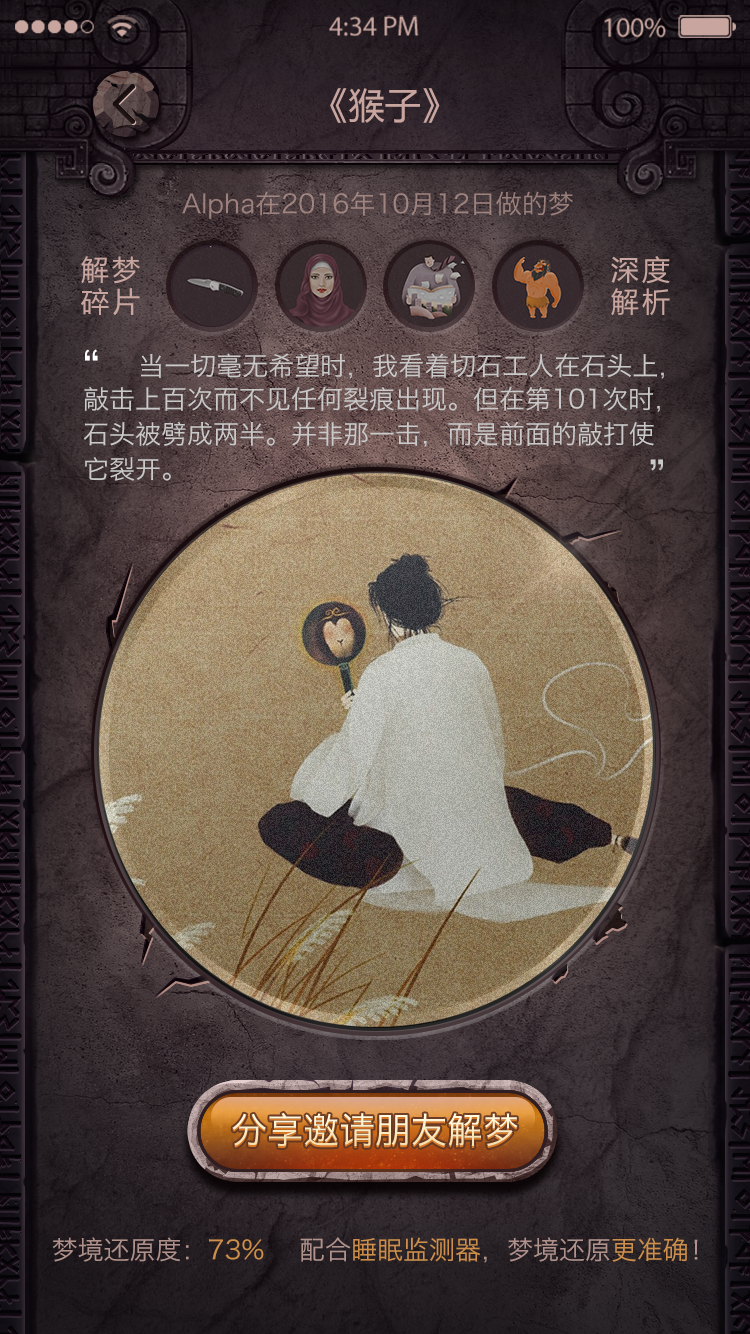 4:34 PM
100%
《猴子》
Alpha在2016年10月12日做的梦
解梦
碎片
深度
解析
“ 当一切毫无希望时，我看着切石工人在石头上，
敲击上百次而不见任何裂痕出现。但在第101次时，
石头被劈成两半。并非那一击，而是前面的敲打使
它裂开。 ”
分享邀请朋友解梦
梦境还原度：73% 配合睡眠监测器，梦境还原更准确！